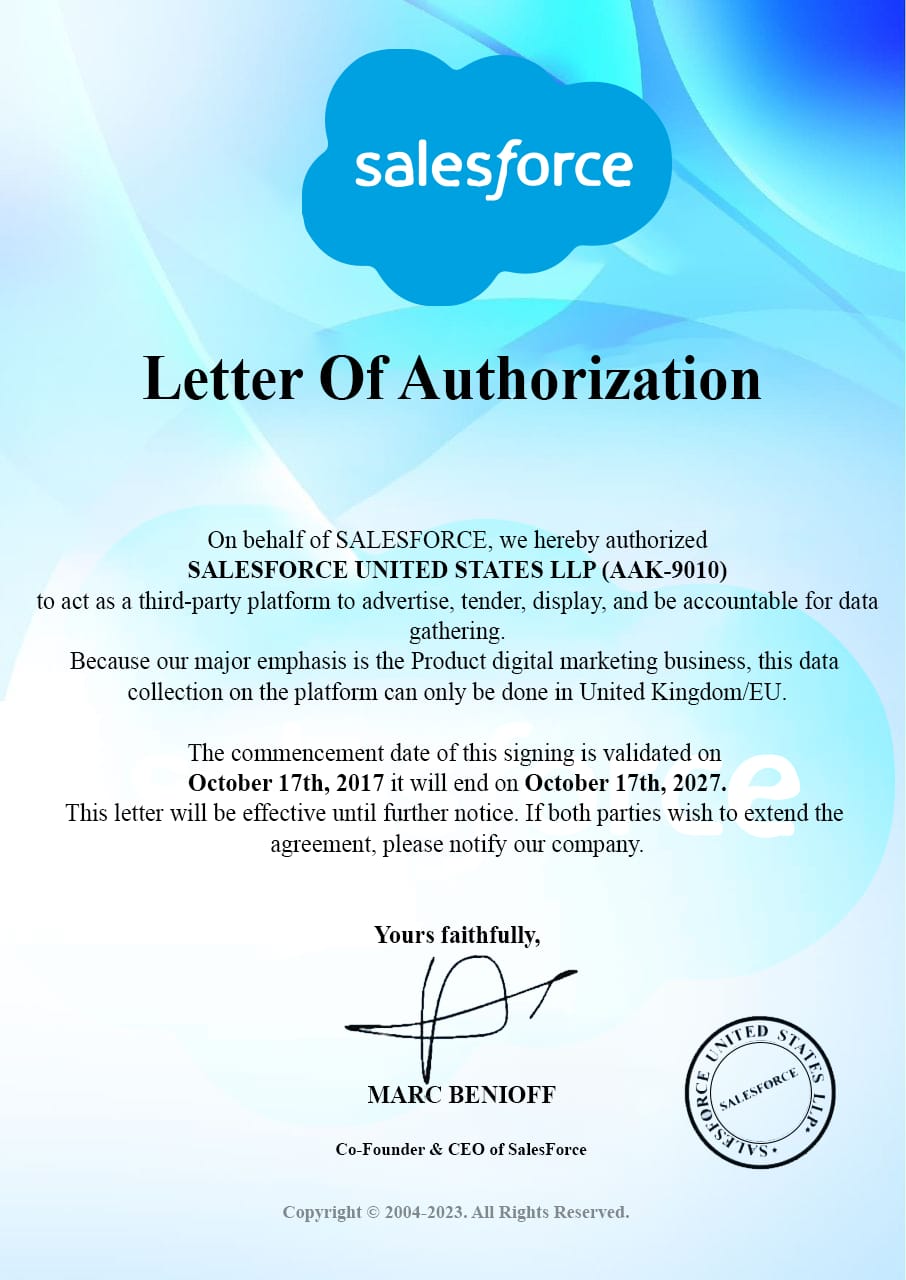 salesforce
Letter Of Authorization
On behalf of SALESFORCE, we hereby authorized
SALESFORCE UNITED STATES LLP (AAK-9010)
to act as a third-party platform to advertise, tender, display, and be accountable for data
gathering.
Because our major emphasis is the Product digital marketing business, this data
collection on the platform can only be done in United Kingdom/EU.
The commencement date of this signing is validated on
October 17th, 2017 it will end on October 17th, 2027.
This letter will be effective until further notice. If both parties wish to extend the
agreement, please notify our company.
Yours faithfully,
MARC BENIOFF
Co-Founder & CEO of SalesForce
SALESFORCE UNITED STATES LLP
SALESFORCE
Copyright © 2004-2023. All Rights Reserved.